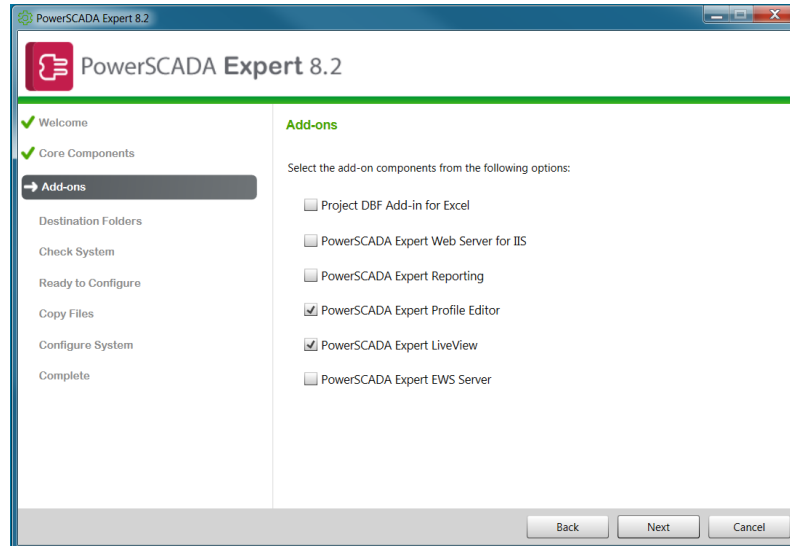 PowerSCADA Expert 8.2
PowerSCADA Expert 8.2
Welcome
Core Components
Add-ons
Destination Folders
Check System
Ready to Configure
Copy Files
Configure System
Complete
Add-ons
Select the add-on components from the following options:
Project DBF Add-in for Excel
PowerSCADA Expert Web Server for IIS
PowerSCADA Expert Reporting
PowerSCADA Expert Profile Editor
PowerSCADA Expert LiveView
PowerSCADA Expert EWS Server
Back Next Cancel